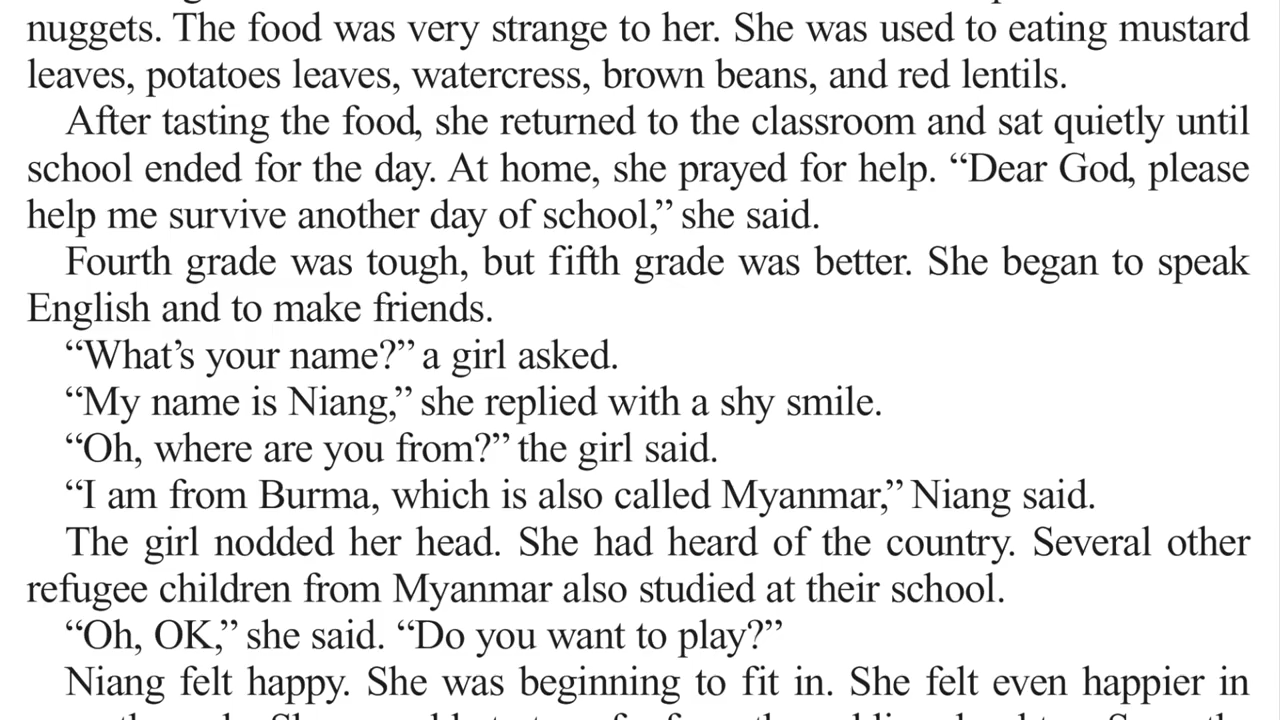 nuggets. The food was very strange to her. She was used to eating mustard
leaves, potatoes leaves, watercress, brown beans, and red lentils.
After tasting the food, she returned to the classroom and sat quietly until
school ended for the day. At home, she prayed for help. “Dear God, please
help me survive another day of school,” she said.
Fourth grade was tough, but fifth grade was better. She began to speak
English and to make friends.
“What’s your name?” a girl asked.
“My name is Niang,” she replied with a shy smile.
“Oh, where are you from?” the girl said.
“I am from Burma, which is also called Myanmar,” Niang said.
The girl nodded her head. She had heard of the country. Several other
refugee children from Myanmar also studied at their school.
“Oh, OK,” she said. “Do you want to play?”
Niang felt happy. She was beginning to fit in. She felt even happier in